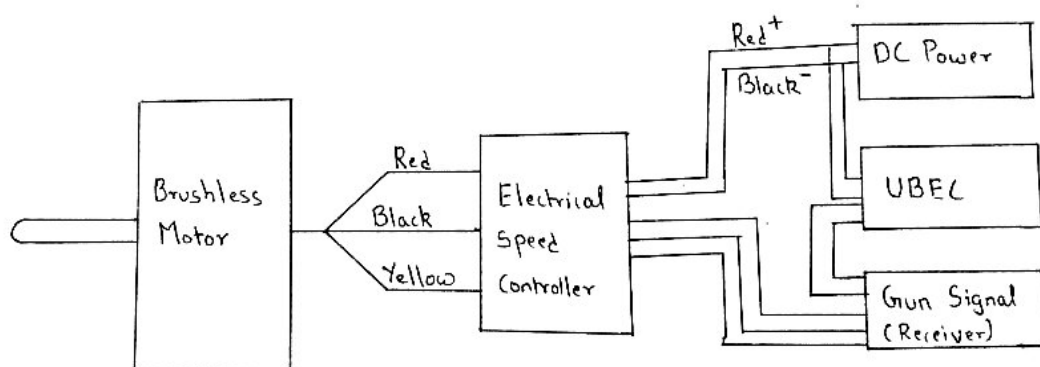 Brushless
Motor
Red
Black
Yellow
Electrical
Speed
Controller
Red+
Black-
DC Power
UBEC
Gun Signal
(Receiver)